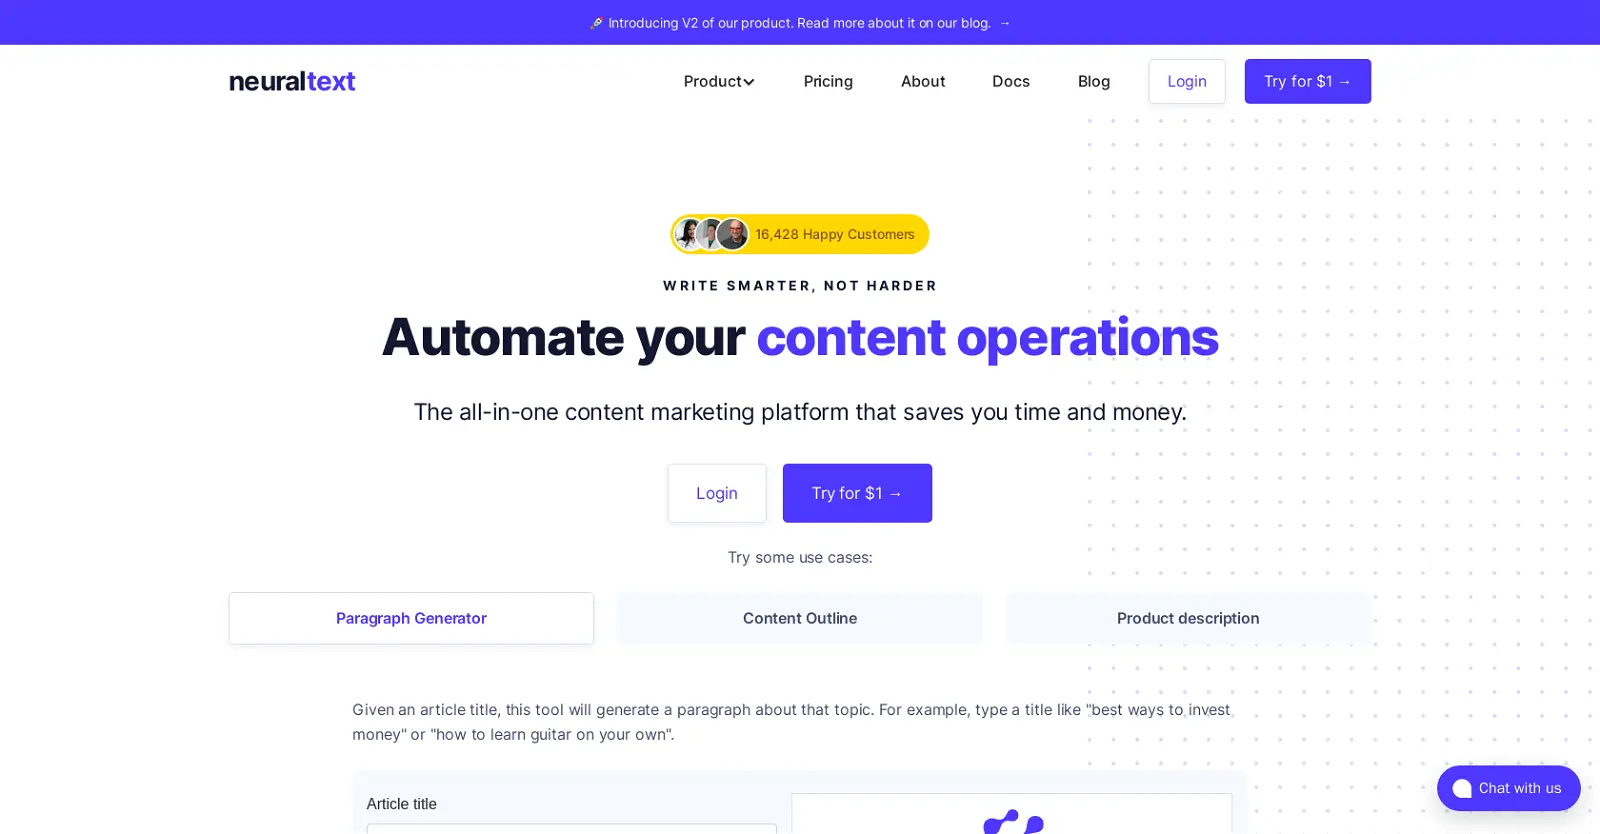 🚀 Introducing V2 of our product. Read more about it on our blog. →
neuraltext
Product
Pricing
About
Docs
Blog
Login
Try for $1 →
16,428 Happy Customers
WRITE SMARTER, NOT HARDER
Automate your content operations
The all-in-one content marketing platform that saves you time and money.
Login
Try for $1 →
Try some use cases:
Paragraph Generator
Content Outline
Product description
Given an article title, this tool will generate a paragraph about that topic. For example, type a title like "best ways to invest
money" or "how to learn guitar on your own".
Article title
Chat with us